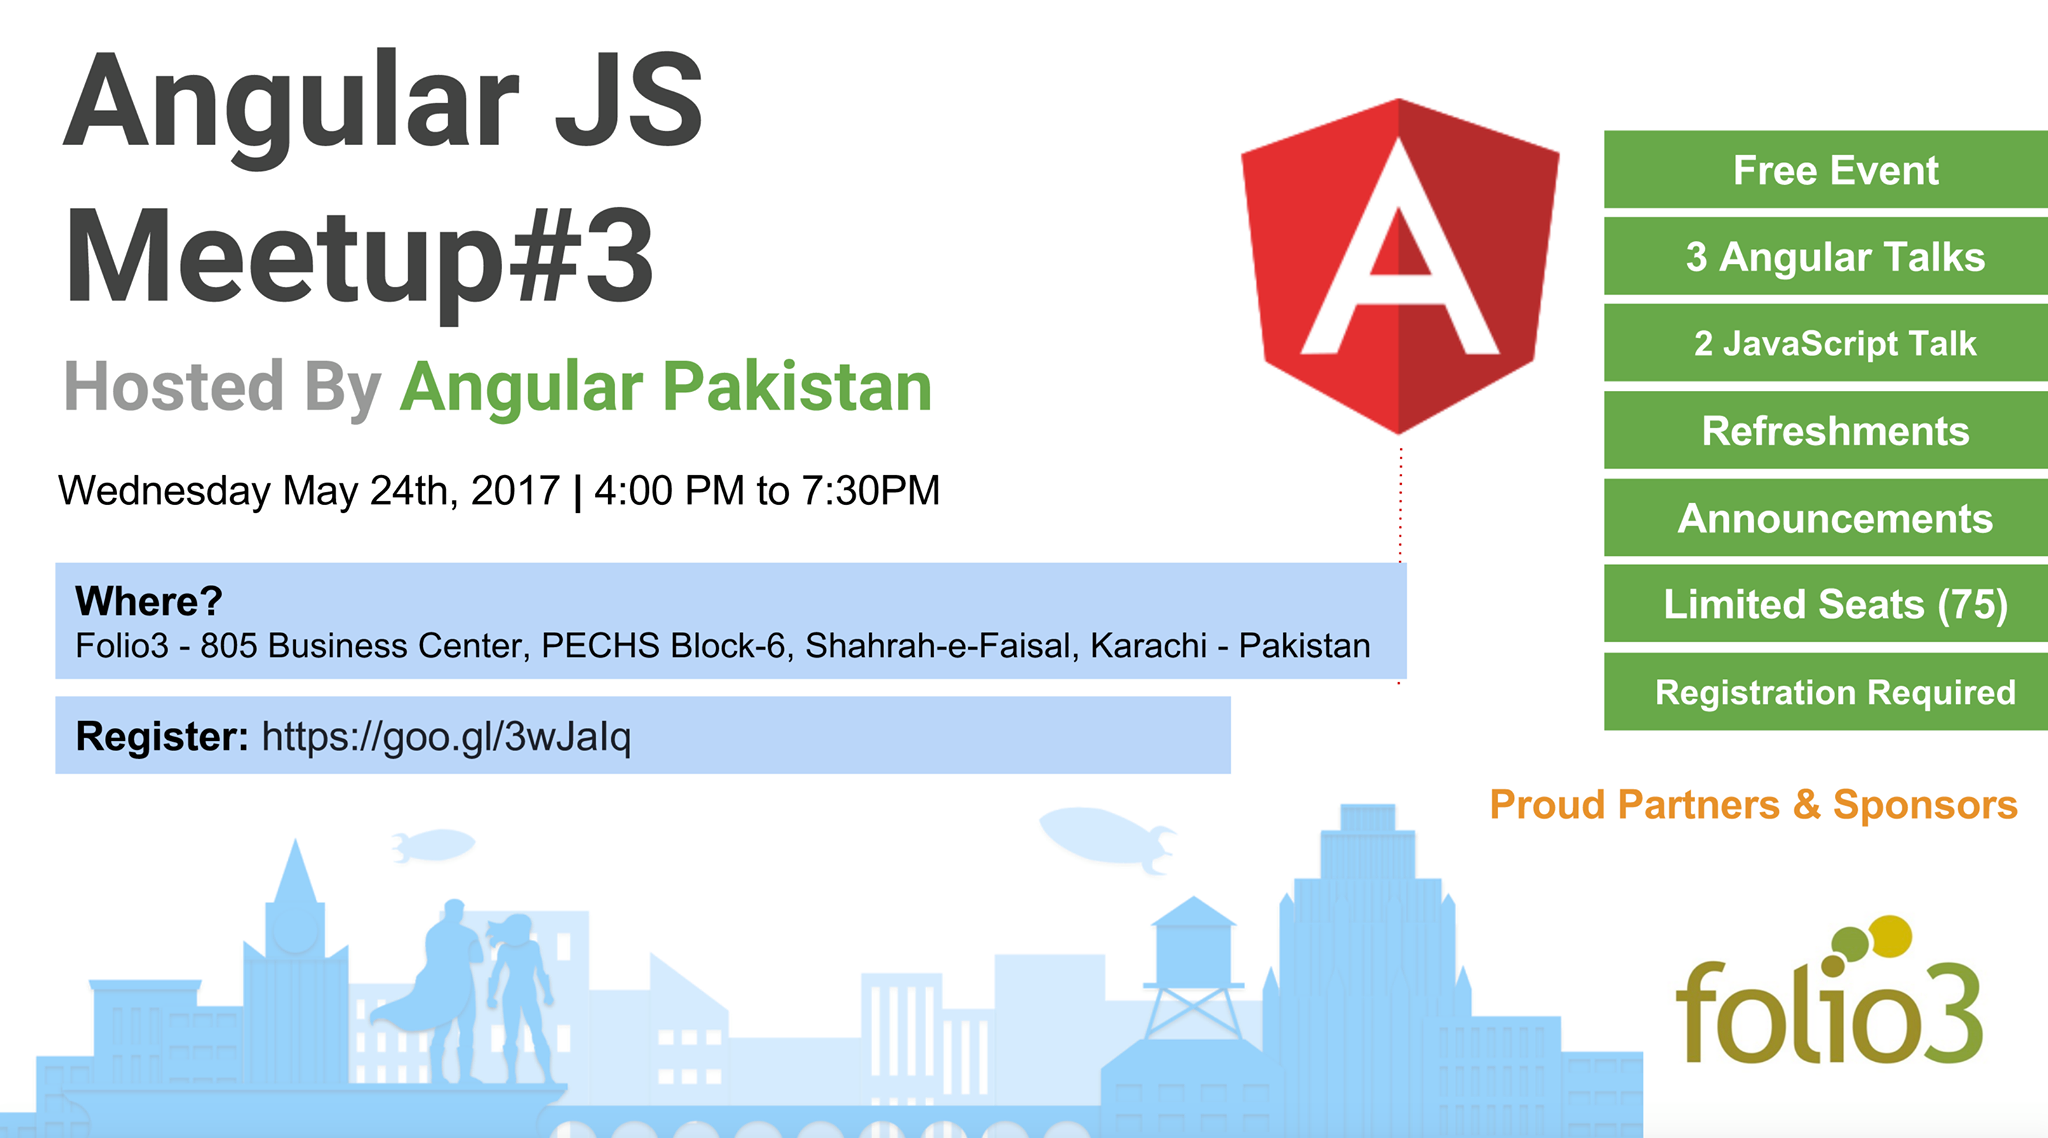 Angular JS
Meetup#3
Hosted By Angular Pakistan
Wednesday May 24th, 2017 | 4:00 PM to 7:30PM
Where?
Folio3 - 805 Business Center, PECHS Block-6, Shahrah-e-Faisal, Karachi - Pakistan
Register: https://goo.gl/3wJaIq
A
Free Event
3 Angular Talks
2 JavaScript Talk
Refreshments
Announcements
Limited Seats (75)
Registration Required
Proud Partners & Sponsors
folio3